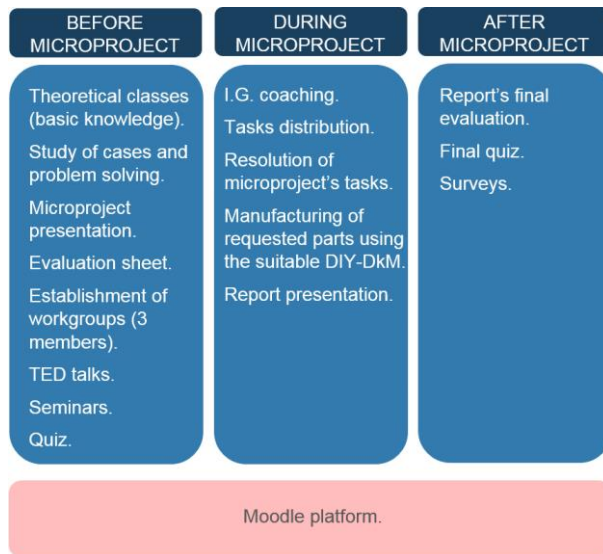 BEFORE
MICROPROJECT
Theoretical classes
(basic knowledge).
Study of cases and
problem solving.
Microproject
presentation.
Evaluation sheet.
Establishment of
workgroups (3
members).
TED talks.
Seminars.
Quiz.
DURING
MICROPROJECT
I.G. coaching.
Tasks distribution.
Resolution of
microproject's tasks.
Manufacturing of
requested parts using
the suitable DIY-DkM.
Report presentation.
AFTER
MICROPROJECT
Report's final
evaluation.
Final quiz.
Surveys.
Moodle platform.